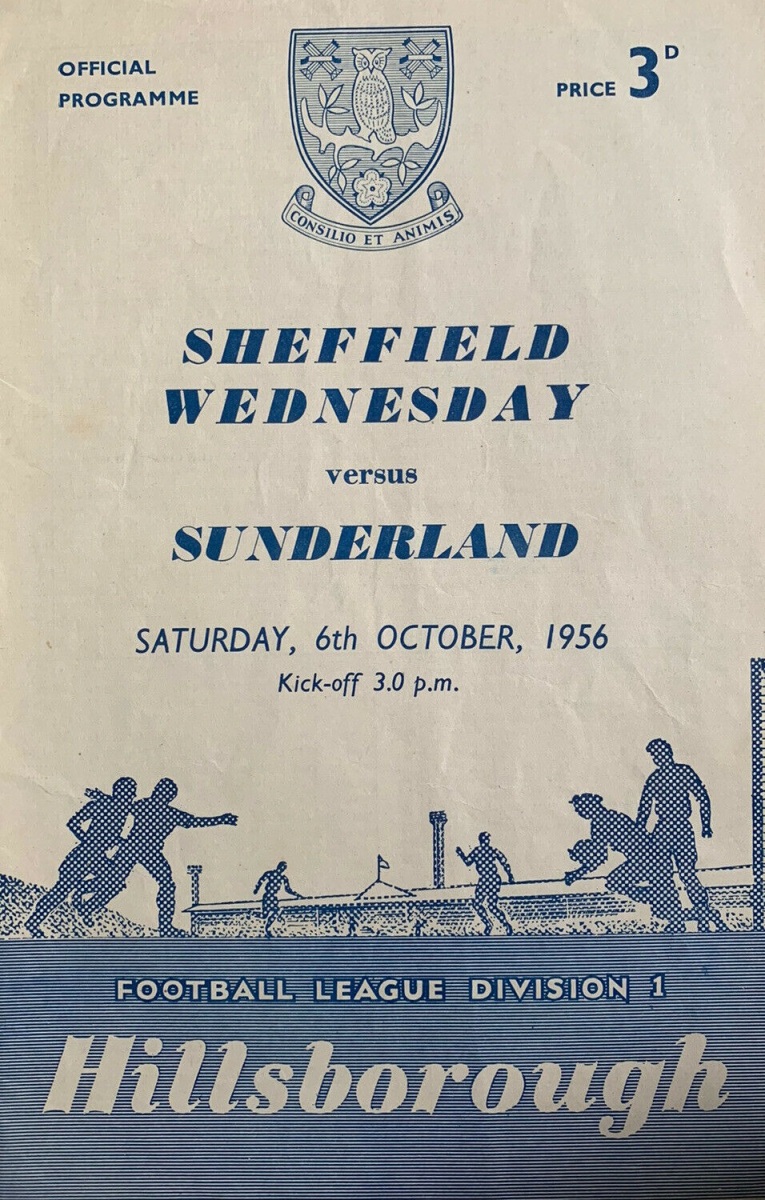 OFFICIAL
PROGRAMME
PRICE 3D
CONSILIO ET ANIMIS
SHEFFIELD
WEDNESDAY
versus
SUNDERLAND
SATURDAY, 6th OCTOBER, 1956
Kick-off 3.0 p.m.
FOOTBALL LEAGUE DIVISION 1
Hillsborough